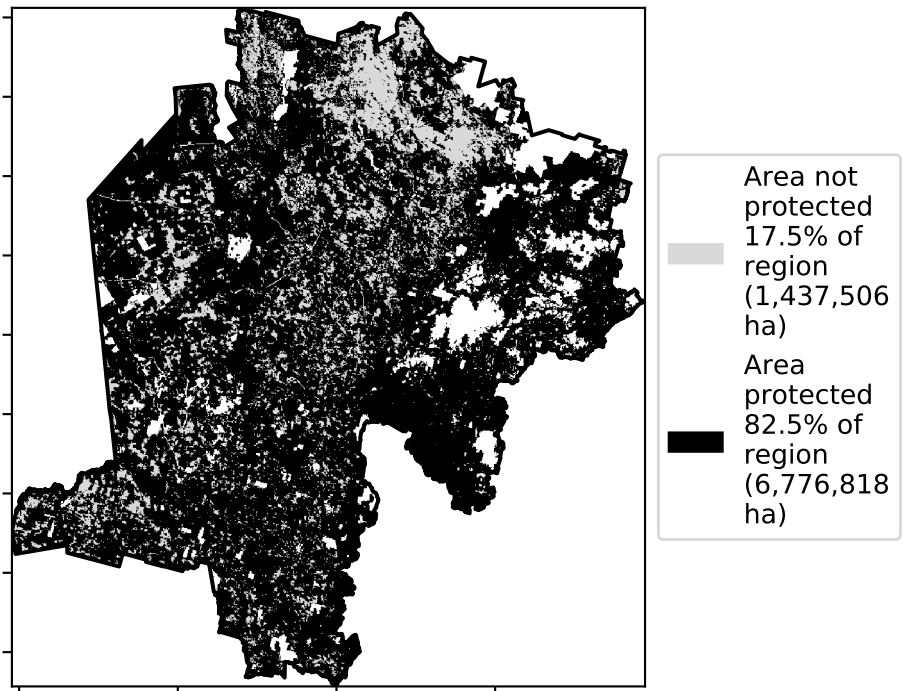 Area not
protected
17.5% of
region
(1,437,506
ha)
Area
protected
82.5% of
region
(6,776,818
ha)